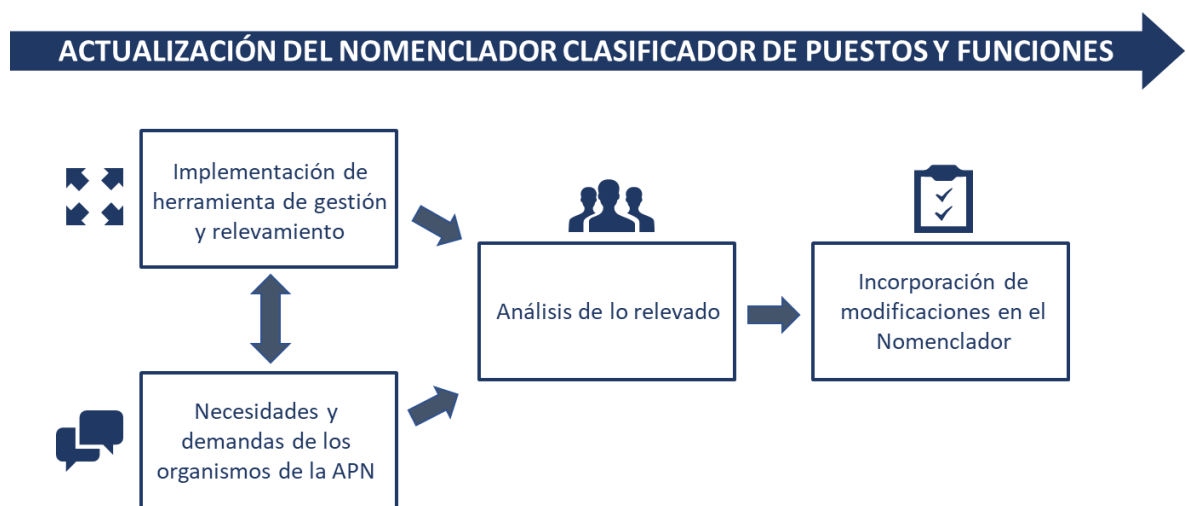 ACTUALIZACIÓN DEL NOMENCLADOR CLASIFICADOR DE PUESTOS Y FUNCIONES
Implementación de
herramienta de gestión
y relevamiento
Necesidades y
demandas de los
organismos de la APN
Análisis de lo relevado
Incorporación de
modificaciones en el
Nomenclador